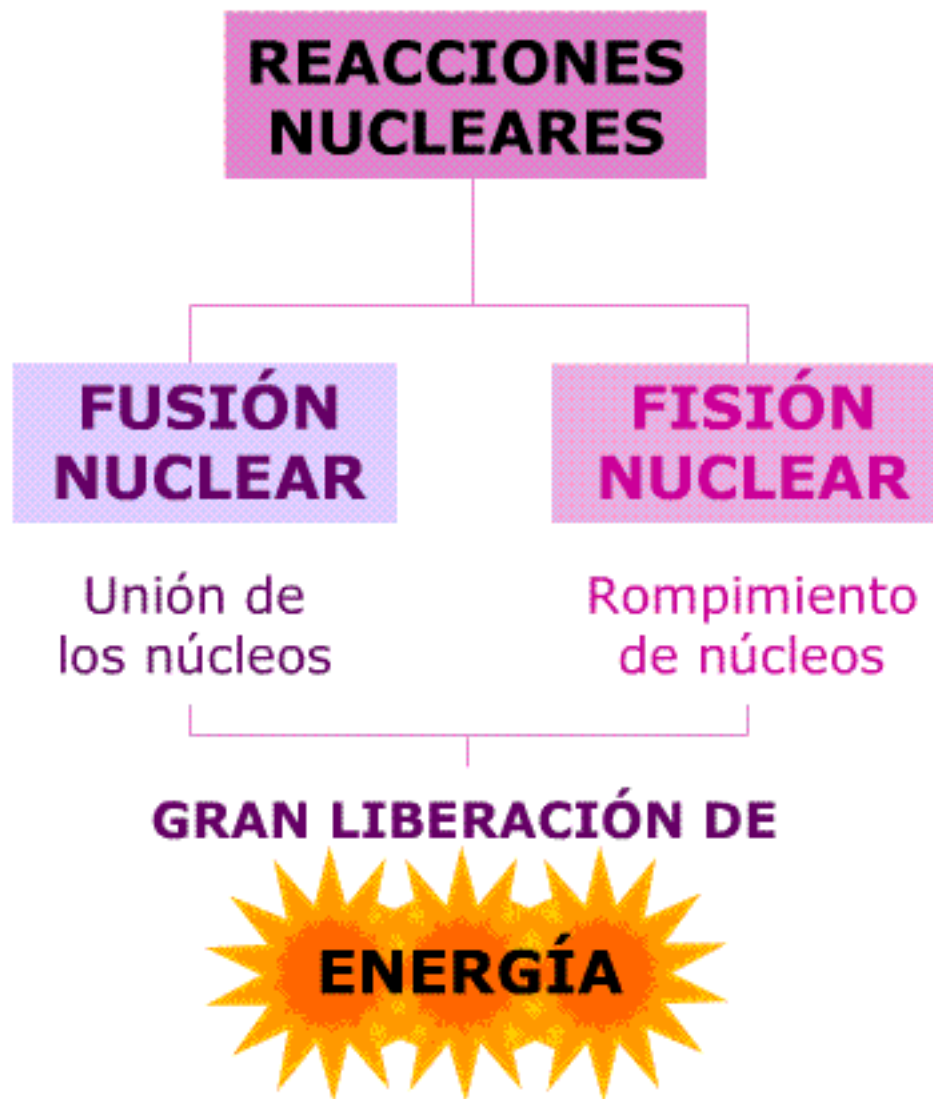 REACCIONES
NUCLEARES
FUSIÓN
NUCLEAR
FISIÓN
NUCLEAR
Unión de
los núcleos
Rompimiento
de núcleos
GRAN LIBERACIÓN DE
ENERGÍA